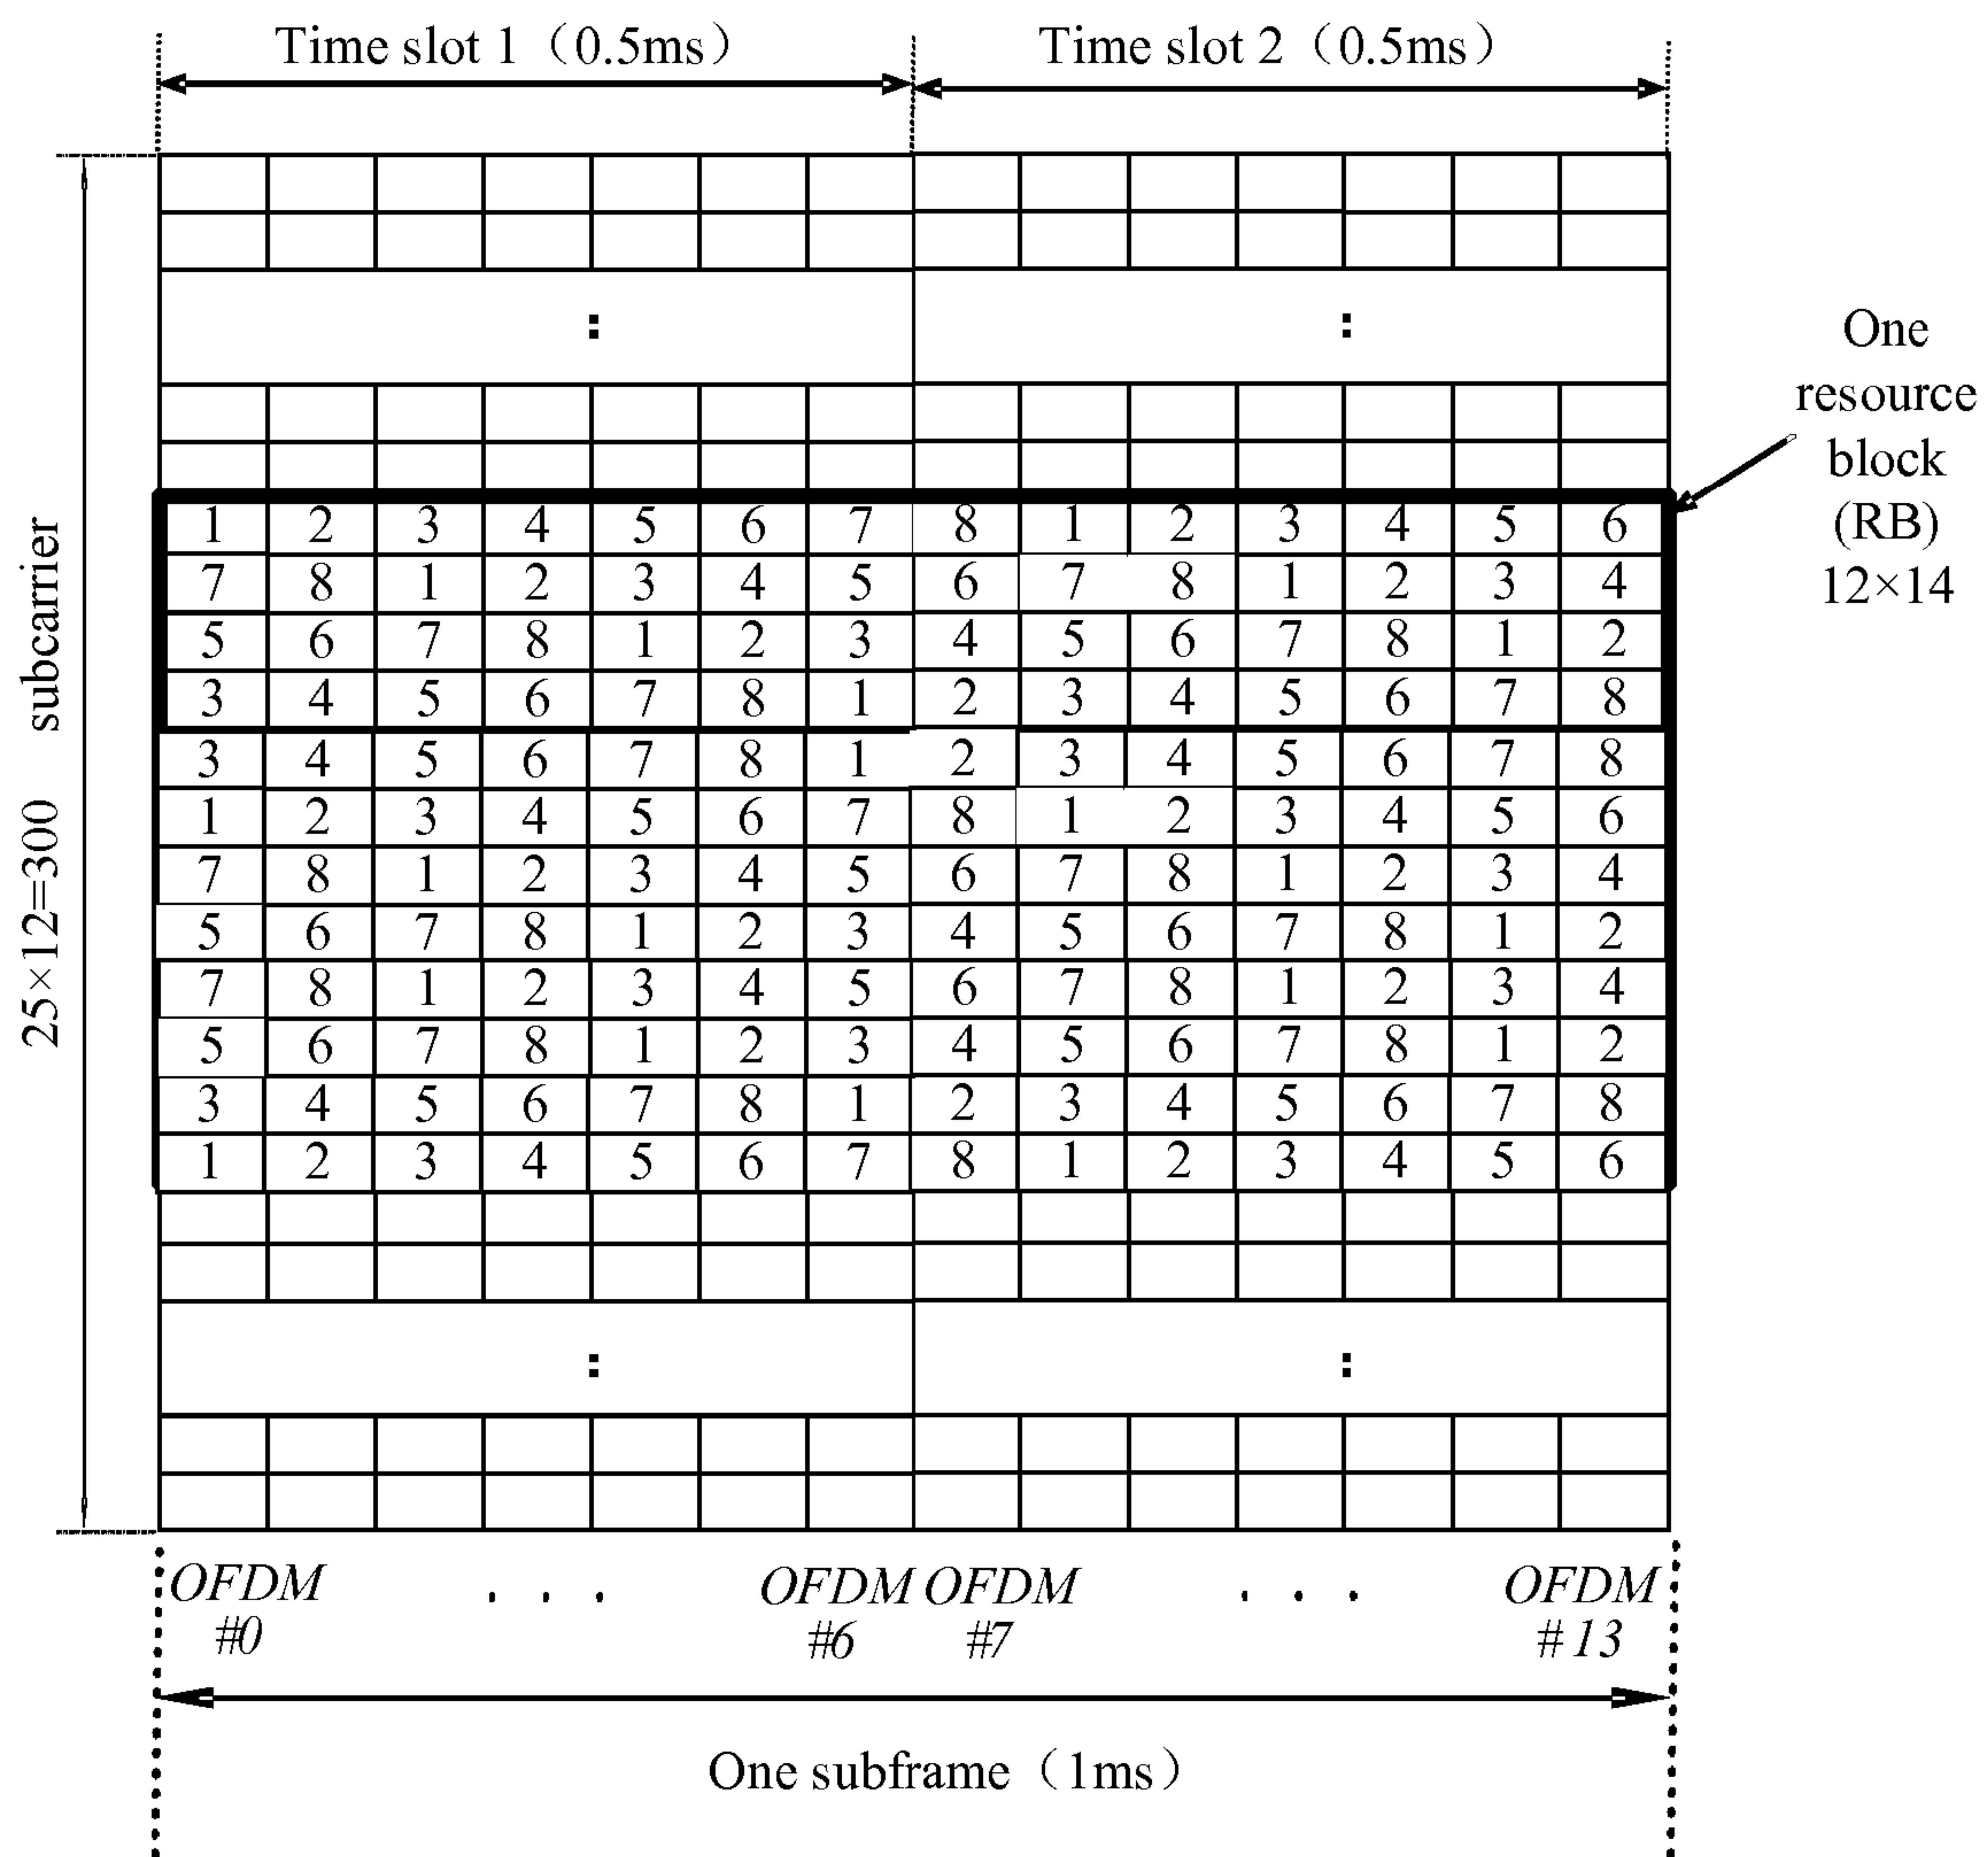 Time slot 1（0.5ms）
Time slot 2（0.5ms）
One
resource
block
(RB)
12×14
25×12=300 subcarrier
:
:
1 2 3 4 5 6 7 8 1 2 3 4 5 6
7 8 1 2 3 4 5 6 7 8 1 2 3 4
5 6 7 8 1 2 3 4 5 6 7 8 1 2
3 4 5 6 7 8 1 2 3 4 5 6 7 8
3 4 5 6 7 8 1 2 3 4 5 6 7 8
1 2 3 4 5 6 7 8 1 2 3 4 5 6
7 8 1 2 3 4 5 6 7 8 1 2 3 4
5 6 7 8 1 2 3 4 5 6 7 8 1 2
7 8 1 2 3 4 5 6 7 8 1 2 3 4
5 6 7 8 1 2 3 4 5 6 7 8 1 2
3 4 5 6 7 8 1 2 3 4 5 6 7 8
1 2 3 4 5 6 7 8 1 2 3 4 5 6
:
:
OFDM . . . OFDM OFDM . . . OFDM
#0 #6 #7 #13
One subframe（1ms）